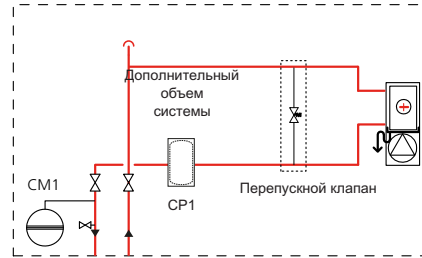 Дополнительный
объем
системы
CM1
CP1
Перепускной клапан